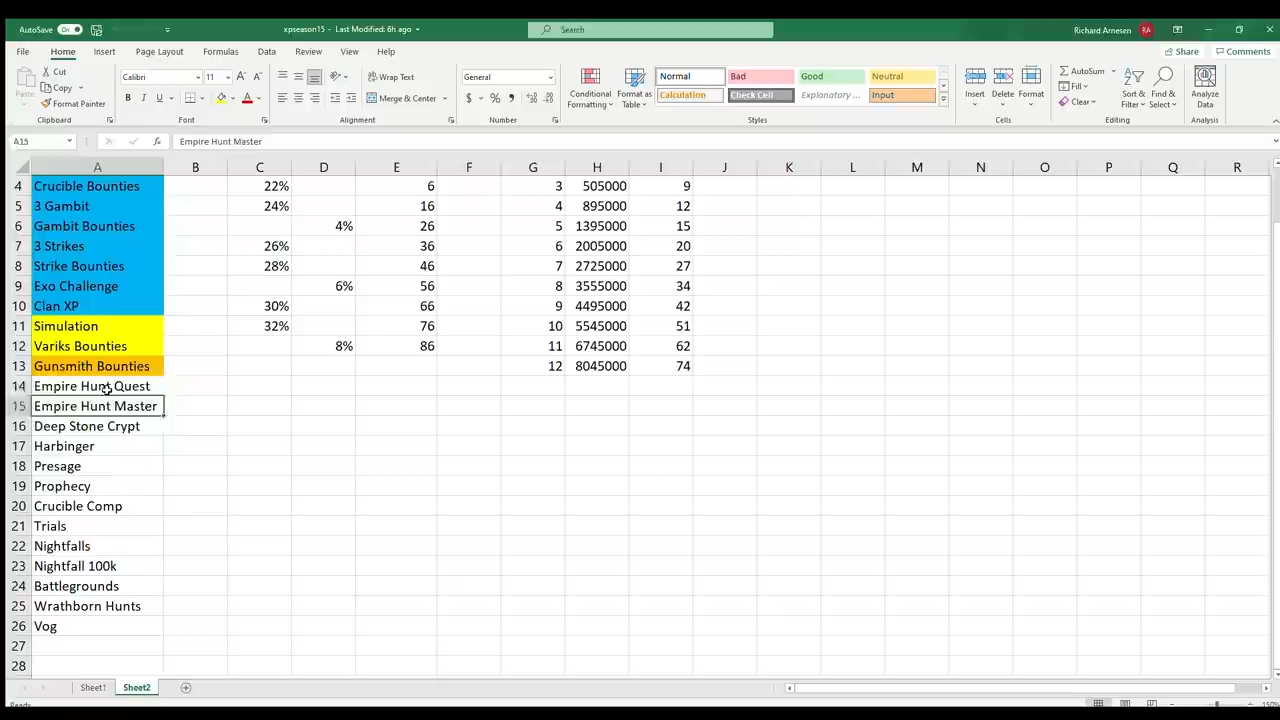 AutoSave On xpseason15 - Last Modified: 6h ago Search Richard Arnesen RA
File Home Insert Page Layout Formulas Data Review View Help Share Comments
Paste Cut Copy Format Painter Clipboard
Calibri 11 A A B I U A Font
Wrap Text Merge & Center Alignment
General $ % , Number
Conditional Formatting Format as Table
Normal Bad Good Neutral
Calculation Check Cell Explanatory ... Input
Styles
Insert Delete Format Cells
AutoSum Fill Clear Sort & Filter Find & Select Editing
Analyze Data Analysis
A15 fx Empire Hunt Master
A B C D E F G H I J K L M N O P Q R
4 Crucible Bounties 22% 6 3 505000 9
5 3 Gambit 24% 16 4 895000 12
6 Gambit Bounties 4% 26 5 1395000 15
7 3 Strikes 26% 36 6 2005000 20
8 Strike Bounties 28% 46 7 2725000 27
9 Exo Challenge 6% 56 8 3555000 34
10 Clan XP 30% 66 9 4495000 42
11 Simulation 32% 76 10 5545000 51
12 Variks Bounties 8% 86 11 6745000 62
13 Gunsmith Bounties 12 8045000 74
14 Empire Hunt Quest
15 Empire Hunt Master
16 Deep Stone Crypt
17 Harbinger
18 Presage
19 Prophecy
20 Crucible Comp
21 Trials
22 Nightfalls
23 Nightfall 100k
24 Battlegrounds
25 Wrathborn Hunts
26 Vog
27
28
Sheet1 Sheet2
Ready 150%